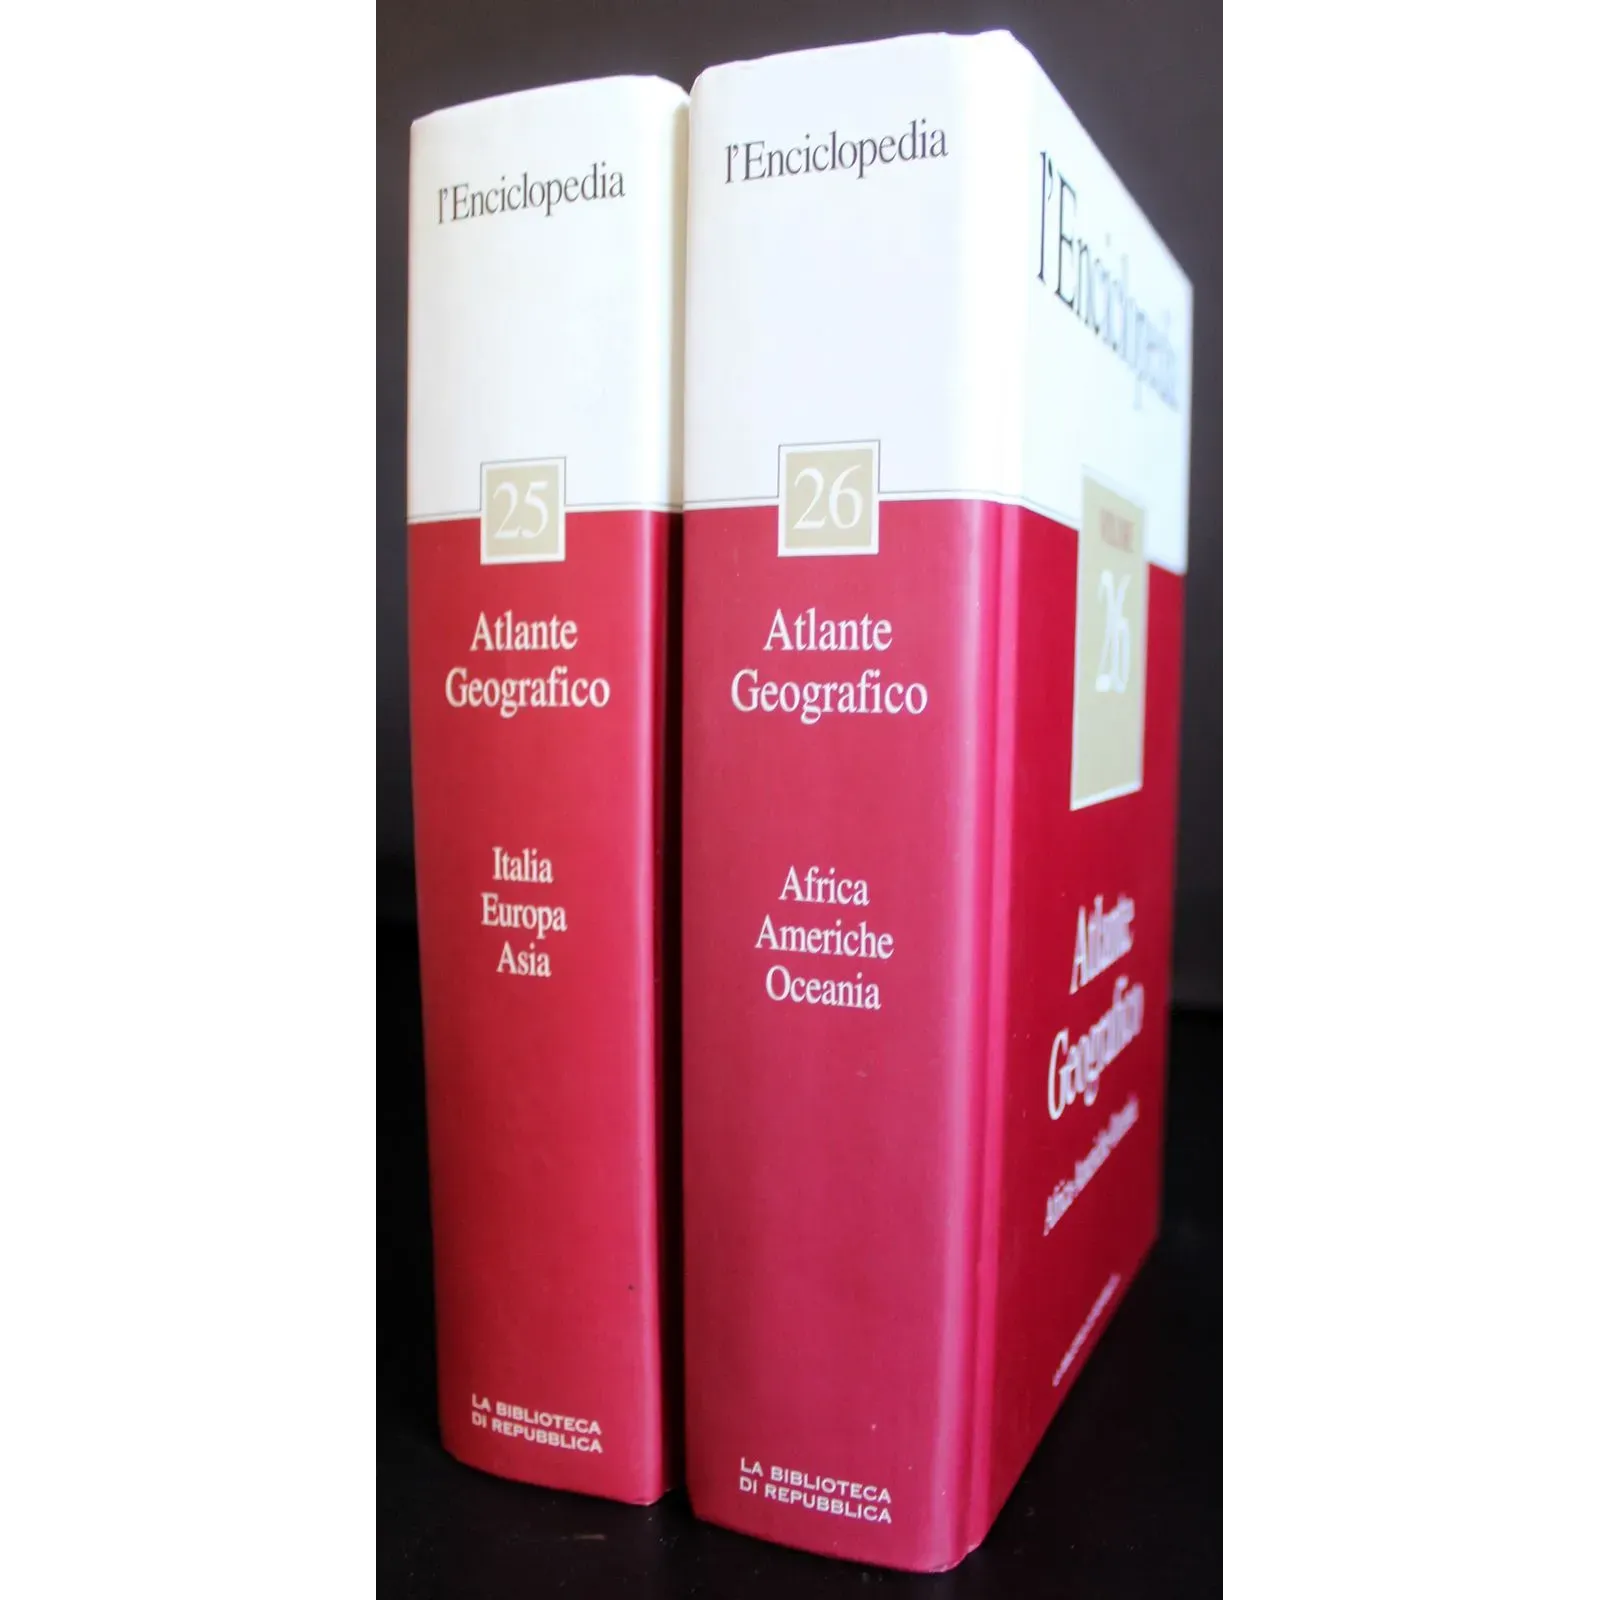 l'Enciclopedia
25
Atlante
Geografico
Italia
Europa
Asia
LA BIBLIOTECA
DI REPUBBLICA
l'Enciclopedia
26
Atlante
Geografico
Africa
Americhe
Oceania
LA BIBLIOTECA
DI REPUBBLICA
l'Enciclopedia
VOLUME
26
Atlante
Geografico